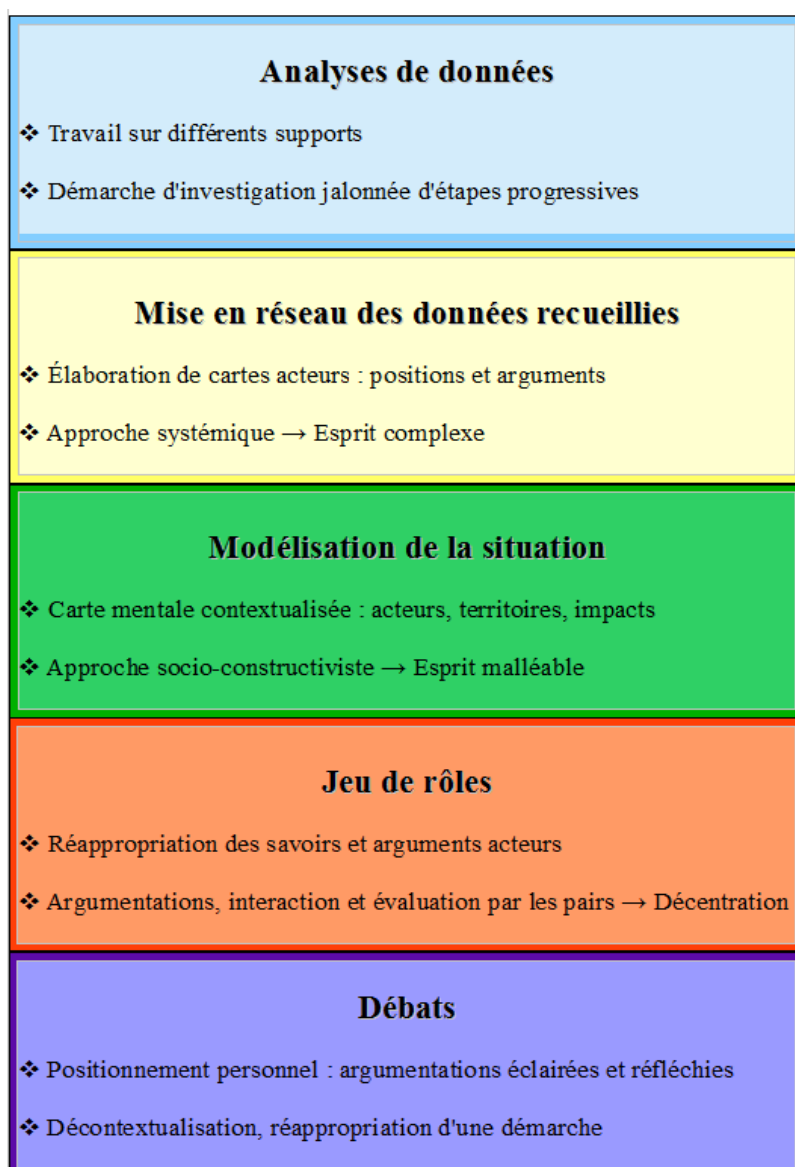 Analyses de données
❖ Travail sur différents supports
❖ Démarche d'investigation jalonnée d'étapes progressives
Mise en réseau des données recueillies
❖ Élaboration de cartes acteurs : positions et arguments
❖ Approche systémique → Esprit complexe
Modélisation de la situation
❖ Carte mentale contextualisée : acteurs, territoires, impacts
❖ Approche socio-constructiviste → Esprit malléable
Jeu de rôles
❖ Réappropriation des savoirs et arguments acteurs
❖ Argumentations, interaction et évaluation par les pairs → Décentration
Débats
❖ Positionnement personnel : argumentations éclairées et réfléchies
❖ Décontextualisation, réappropriation d'une démarche